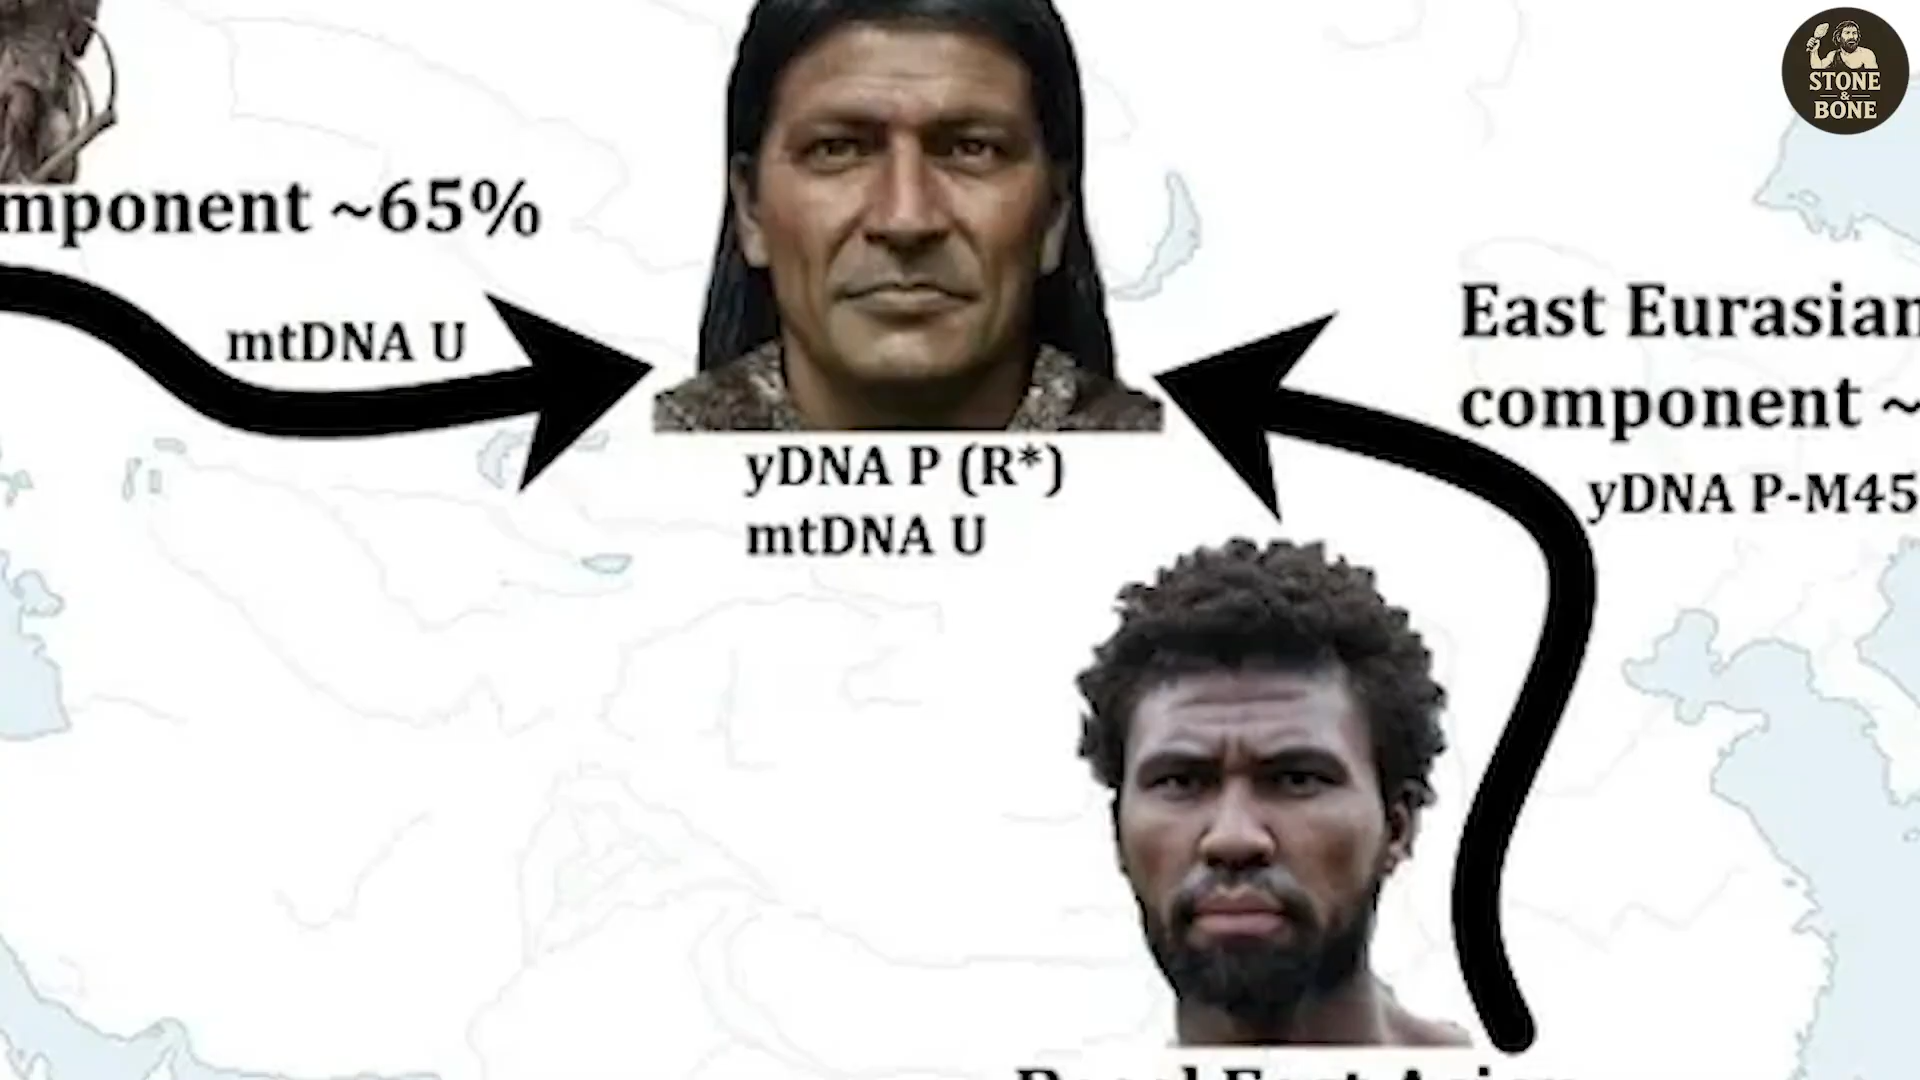 STONE
&
BONE
mponent ~65%
mtDNA U
East Eurasian
component ~
yDNA P-M45
yDNA P (R*)
mtDNA U